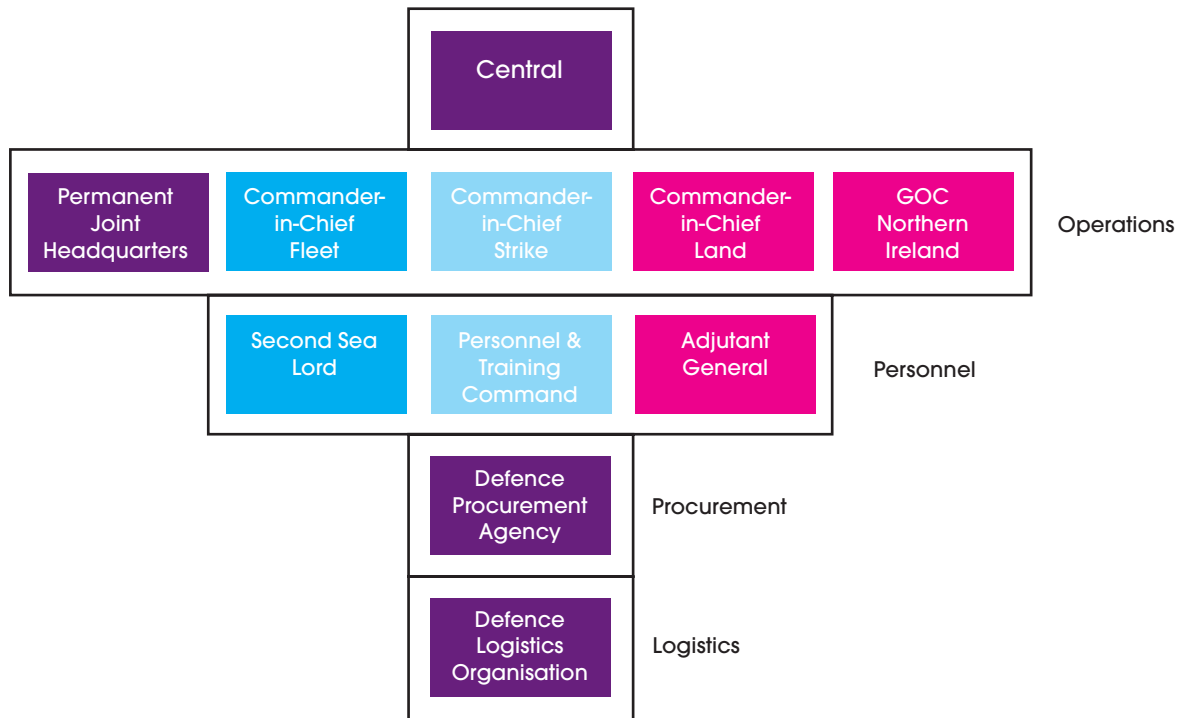 Central
Permanent
Joint
Headquarters
Commander-
in-Chief
Fleet
Commander-
in-Chief
Strike
Commander-
in-Chief
Land
GOC
Northern
Ireland
Operations
Second Sea
Lord
Personnel &
Training
Command
Adjutant
General
Personnel
Defence
Procurement
Agency
Procurement
Defence
Logistics
Organisation
Logistics